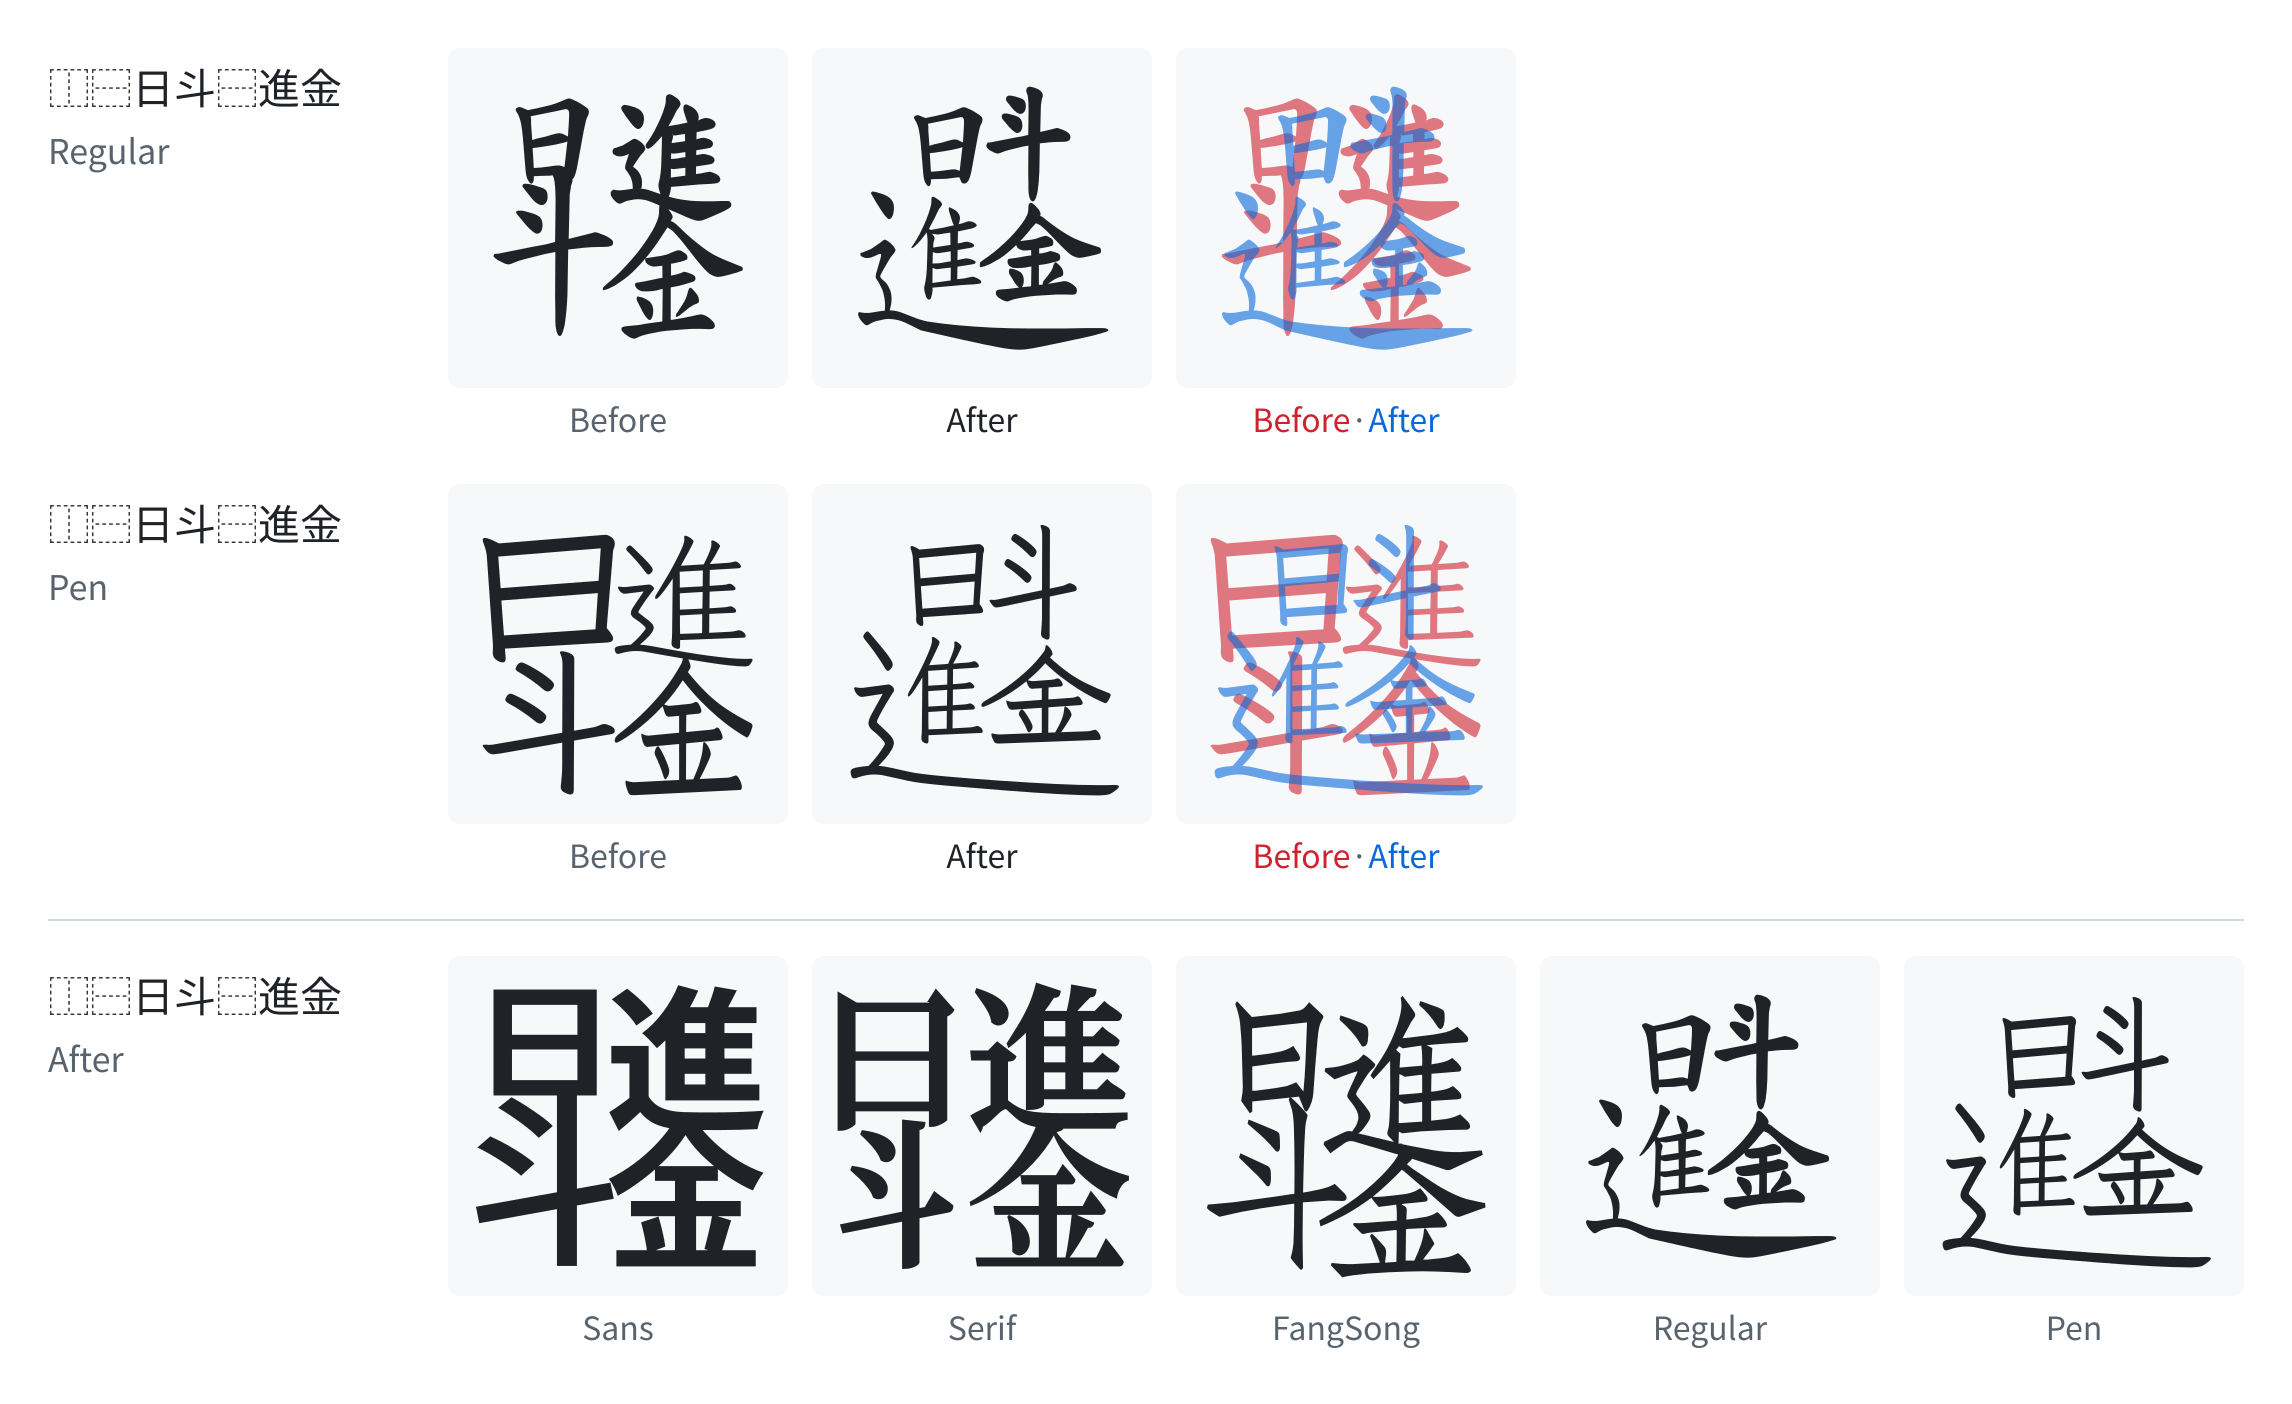 ⿰⿱日斗⿱進金
Regular
Before
After
Before · After
⿰⿱日斗⿱進金
Pen
Before
After
Before · After
⿰⿱日斗⿱進金
After
Sans
Serif
FangSong
Regular
Pen